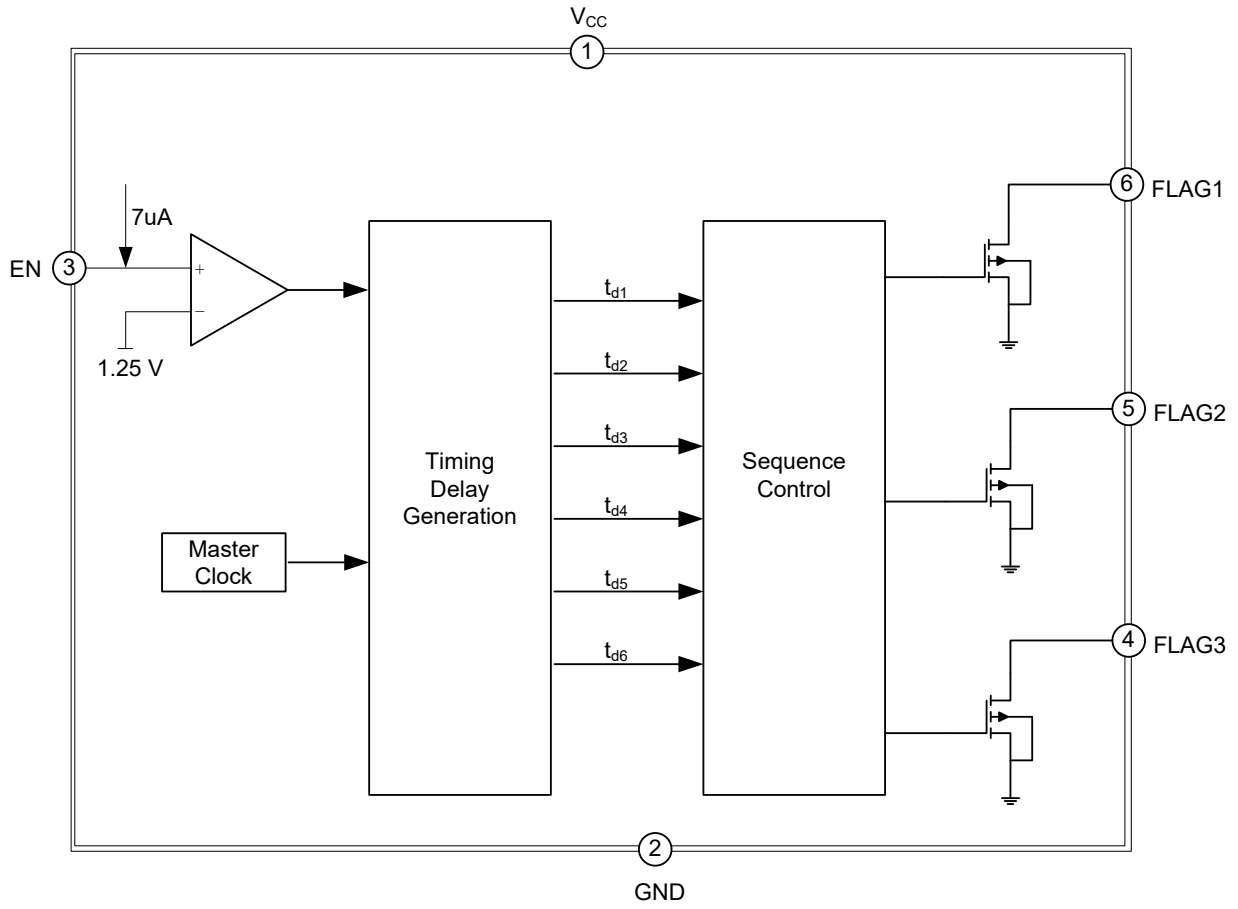 VCC
1
6
FLAG1
7uA
EN
3
+
−
1.25 V
td1
td2
td3
td4
td5
td6
Timing
Delay
Generation
Sequence
Control
5
FLAG2
Master
Clock
4
FLAG3
2
GND